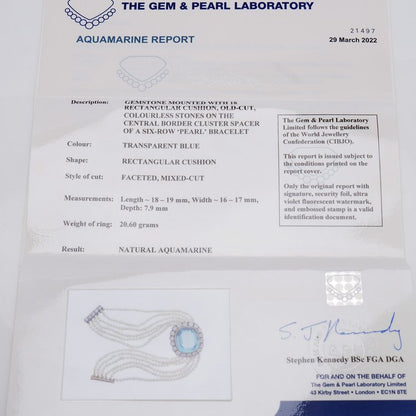 THE GEM & PEARL LABORATORY
21497
AQUAMARINE REPORT
29 March 2022
Description: GEMSTONE MOUNTED WITH 18
RECTANGULAR CUSHION, OLD-CUT,
COLOURLESS STONES ON THE
CENTRAL BORDER CLUSTER SPACER
OF A SIX-ROW 'PEARL' BRACELET
Colour: TRANSPARENT BLUE
Shape: RECTANGULAR CUSHION
Style of cut: FACETED, MIXED-CUT
Measurements: Length ~ 18 – 19 mm, Width ~ 16 – 17 mm,
Depth: 7.9 mm
Weight of ring: 20.60 grams
Result: NATURAL AQUAMARINE
The Gem & Pearl Laboratory
Limited follows the guidelines
of the World Jewellery
Confederation (CIBJO).
This report is issued subject to
the conditions printed on the
report cover.
Only the original report with
signature, security foil, ultra
violet fluorescent watermark,
and embossed stamp is a valid
identification document.
S. J. Kennedy
Stephen Kennedy BSc FGA DGA
FOR AND ON THE BEHALF OF
The Gem & Pearl Laboratory Limited
43 Kirby Street • London • EC1N 8TE